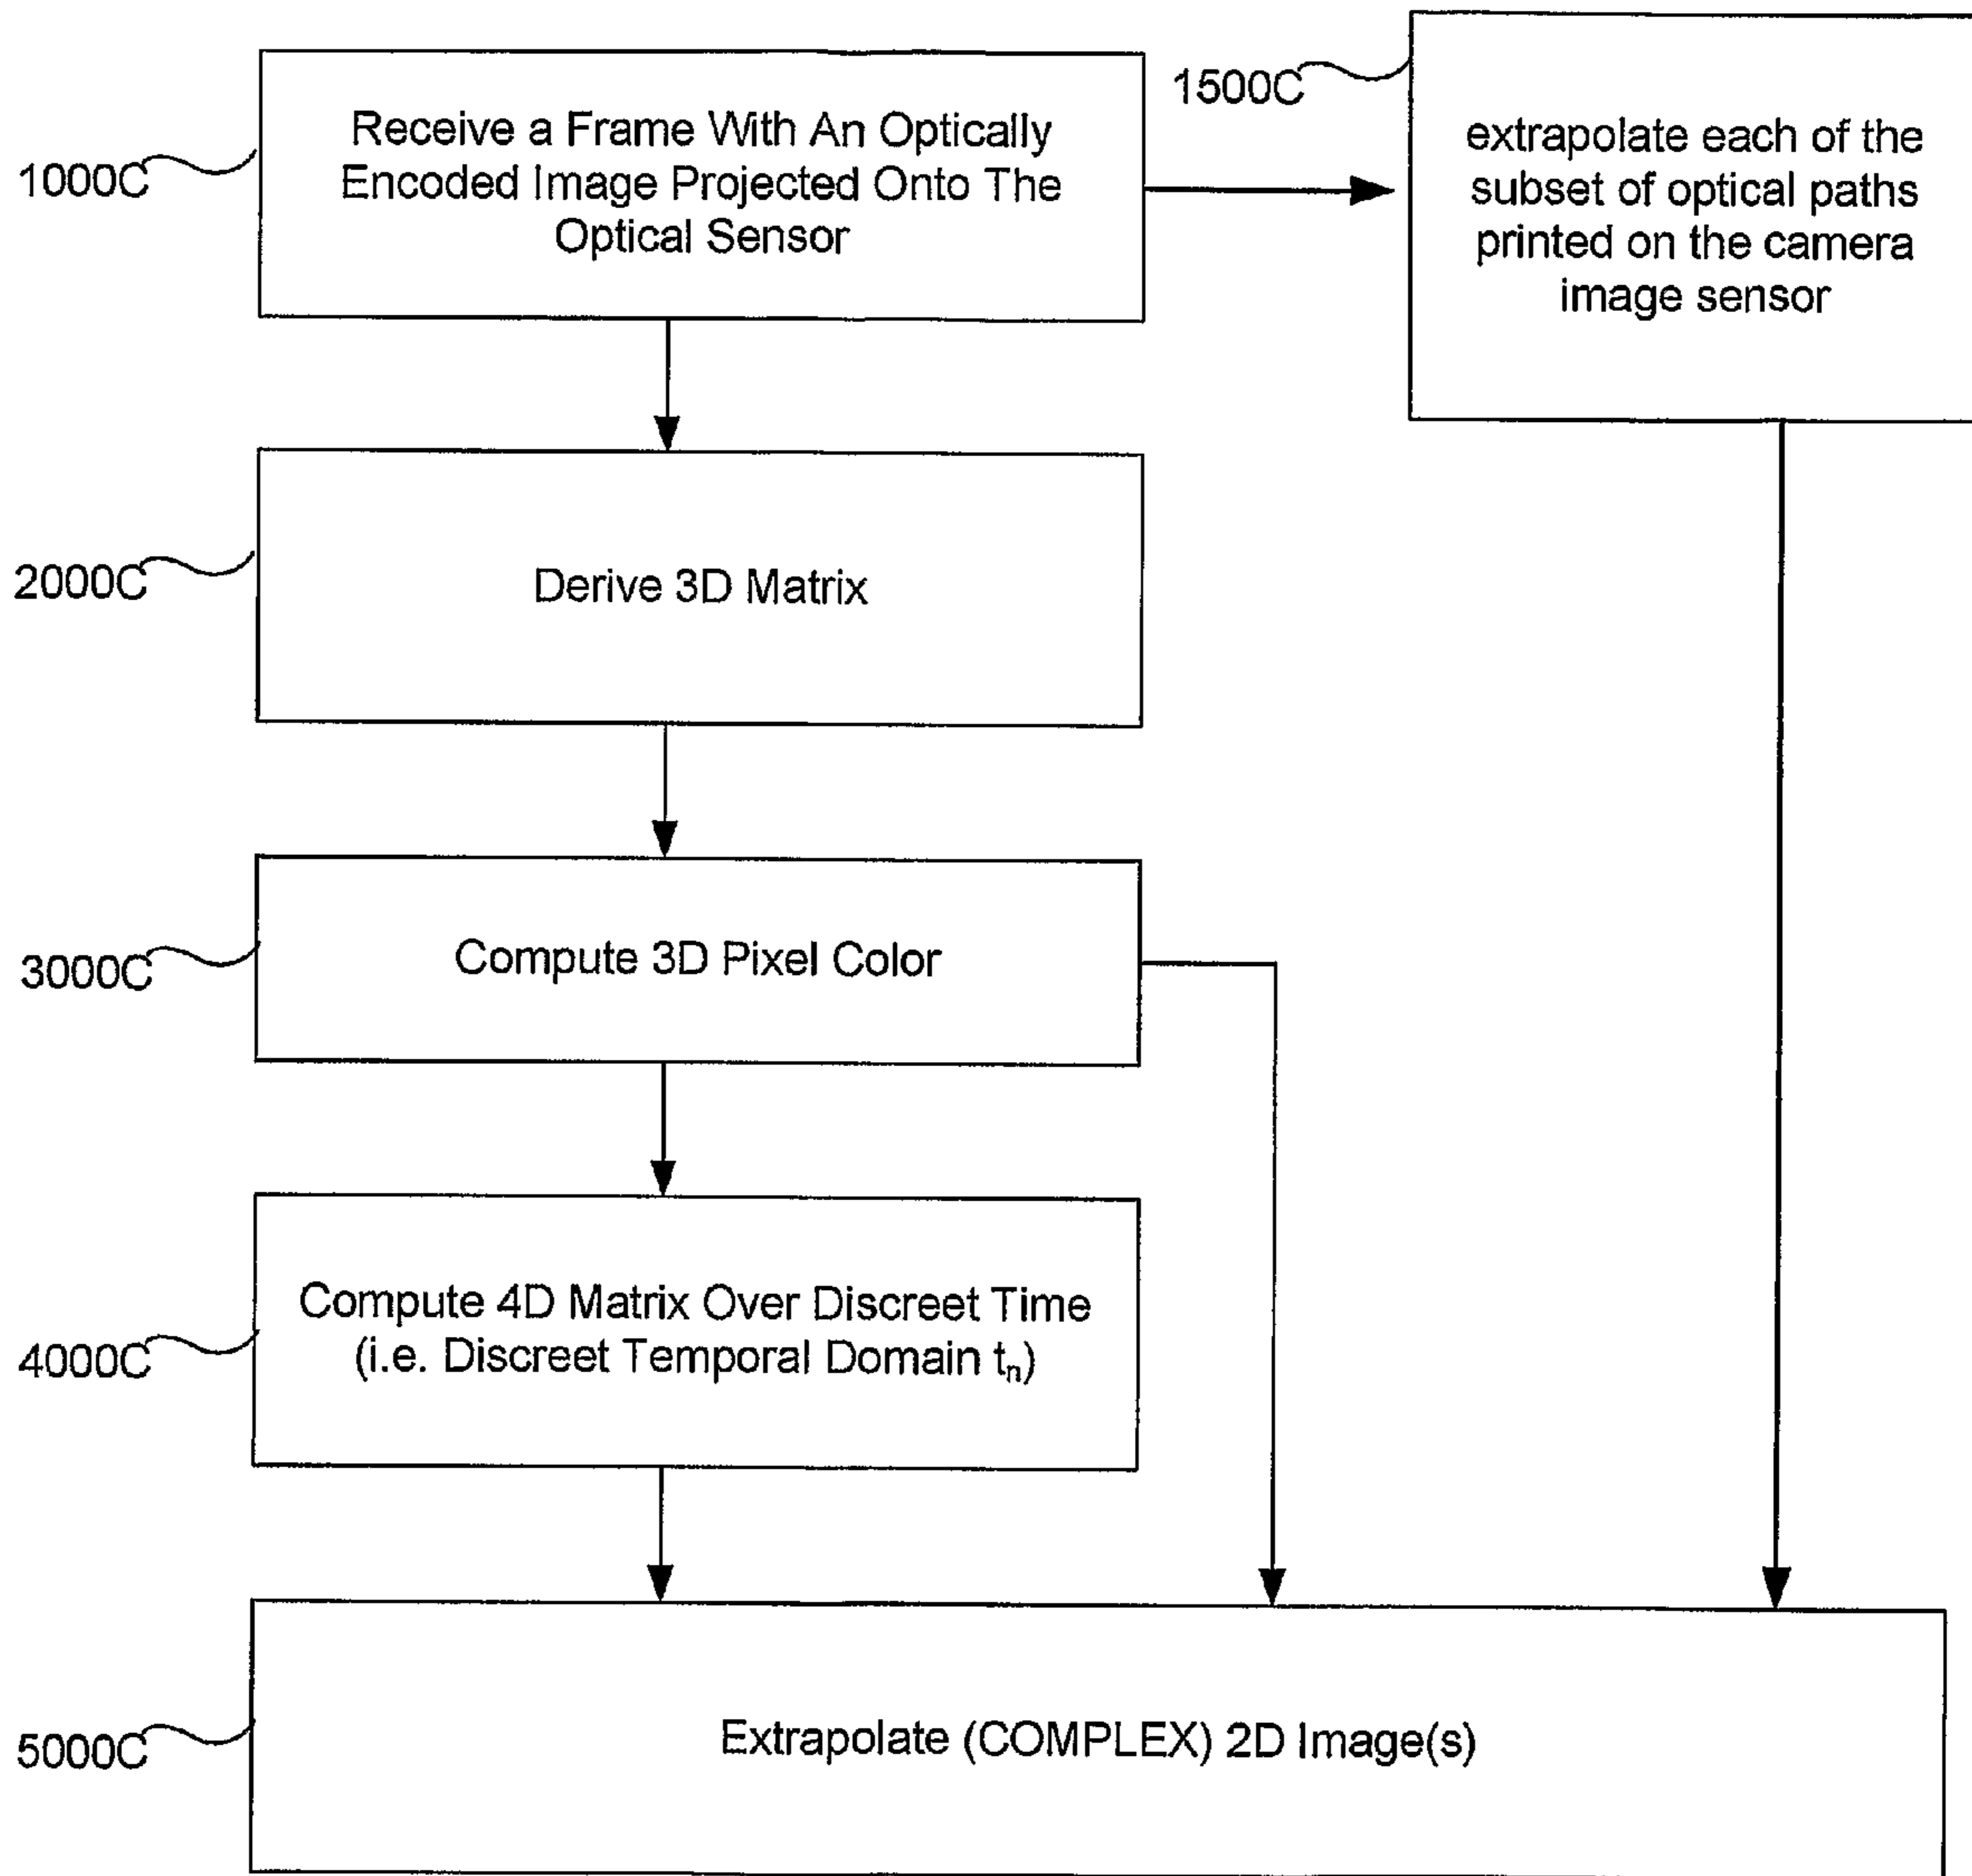 1000C
Receive a Frame With An Optically
Encoded Image Projected Onto The
Optical Sensor
1500C
extrapolate each of the
subset of optical paths
printed on the camera
image sensor
2000C
Derive 3D Matrix
3000C
Compute 3D Pixel Color
4000C
Compute 4D Matrix Over Discreet Time
(i.e. Discreet Temporal Domain tₙ)
5000C
Extrapolate (COMPLEX) 2D Image(s)